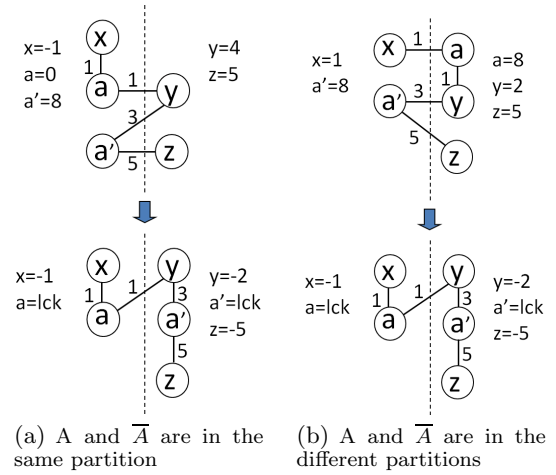 x=-1
a=0
a'=8
x
a
y
a'
z
1
1
3
5
y=4
z=5
x=1
a'=8
x
a
a'
y
z
1
1
3
5
a=8
y=2
z=5
x=-1
a=lck
x
a
y
a'
z
1
1
3
5
y=-2
a'=lck
z=-5
x=-1
a=lck
x
a
y
a'
z
1
1
3
5
y=-2
a'=lck
z=-5
(a) A and A̅ are in the
same partition
(b) A and A̅ are in the
different partitions